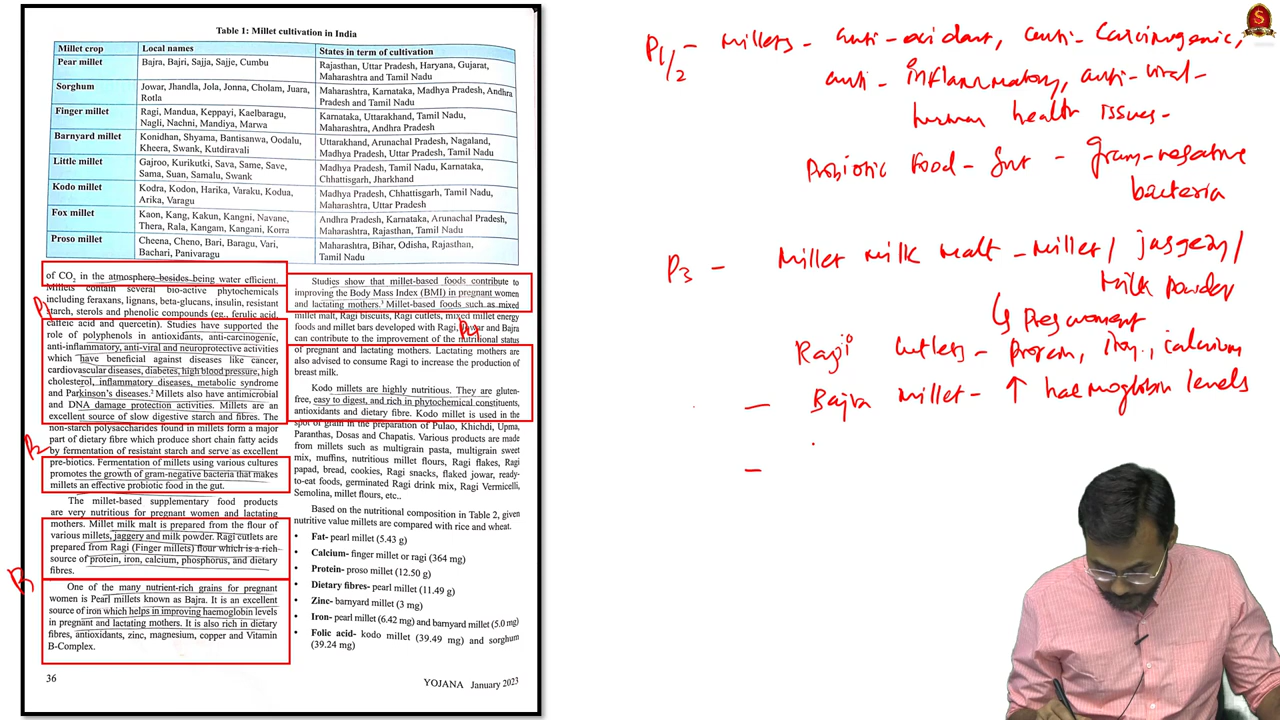 Table 1: Millet cultivation in India
Millet crop Local names States in term of cultivation
Pear millet Bajra, Bajri, Sajja, Sajje, Cumbu Rajasthan, Uttar Pradesh, Haryana, Gujarat,
Maharashtra and Tamil Nadu
Sorghum Jowar, Jhandla, Jola, Jonna, Cholam, Juara, Maharashtra, Karnataka, Madhya Pradesh, Andhra
Rotla Pradesh and Tamil Nadu
Finger millet Ragi, Mandua, Keppayi, Kaelbaragu, Karnataka, Uttarakhand, Tamil Nadu,
Nagli, Nachni, Mandiya, Marwa Maharashtra, Andhra Pradesh
Barnyard millet Konidhan, Shyama, Bantisanwa, Oodalu, Uttarakhand, Arunachal Pradesh, Nagaland,
Kheera, Swank, Kutdiravali Madhya Pradesh, Uttar Pradesh, Tamil Nadu
Little millet Gajroo, Kurikutki, Sava, Same, Save, Madhya Pradesh, Tamil Nadu, Karnataka,
Sama, Suan, Samalu, Swank Chhattisgarh, Jharkhand
Kodo millet Kodra, Kodon, Harika, Varaku, Kodua, Madhya Pradesh, Chhattisgarh, Tamil Nadu,
Arika, Varagu Maharashtra, Uttar Pradesh
Fox millet Kaon, Kang, Kakun, Kangni, Navane, Andhra Pradesh, Karnataka, Arunachal Pradesh,
Thera, Rala, Kangam, Kangani, Korra Maharashtra, Rajasthan, Tamil Nadu
Proso millet Cheena, Cheno, Bari, Baragu, Vari, Maharashtra, Bihar, Odisha, Rajasthan,
Bachari, Panivaragu Tamil Nadu
of CO2 in the atmosphere besides being water efficient.
Millets contain several bio-active phytochemicals
including feraxans, lignans, beta-glucans, insulin, resistant
starch, sterols and phenolic compounds (eg., ferulic acid,
caffeic acid and quercetin). Studies have supported the
role of polyphenols in antioxidants, anti-carcinogenic,
anti-inflammatory, anti-viral and neuroprotective activities
which have beneficial against diseases like cancer,
cardiovascular diseases, diabetes, high blood pressure, high
cholesterol, inflammatory diseases, metabolic syndrome
and Parkinson's diseases.2 Millets also have antimicrobial
and DNA damage protection activities. Millets are an
excellent source of slow digestive starch and fibres. The
non-starch polysaccharides found in millets form a major
part of dietary fibre which produce short chain fatty acids
by fermentation of resistant starch and serve as excellent
pre-biotics. Fermentation of millets using various cultures
promotes the growth of gram-negative bacteria that makes
millets an effective probiotic food in the gut.
The millet-based supplementary food products
are very nutritious for pregnant women and lactating
mothers. Millet milk malt is prepared from the flour of
various millets, jaggery and milk powder. Ragi cutlets are
prepared from Ragi (Finger millets) flour which is a rich
source of protein, iron, calcium, phosphorus, and dietary
fibres.
One of the many nutrient-rich grains for pregnant
women is Pearl millets known as Bajra. It is an excellent
source of iron which helps in improving haemoglobin levels
in pregnant and lactating mothers. It is also rich in dietary
fibres, antioxidants, zinc, magnesium, copper and Vitamin
B-Complex.
Studies show that millet-based foods contribute to
improving the Body Mass Index (BMI) in pregnant women
and lactating mothers.3 Millet-based foods such as mixed
millet malt, Ragi biscuits, Ragi cutlets, mixed millet energy
foods and millet bars developed with Ragi, Jowar and Bajra
can contribute to the improvement of the nutritional status
of pregnant and lactating mothers. Lactating mothers are
also advised to consume Ragi to increase the production of
breast milk.
Kodo millets are highly nutritious. They are gluten-
free, easy to digest, and rich in phytochemical constituents,
antioxidants and dietary fibre. Kodo millet is used in the
spot of grain in the preparation of Pulao, Khichdi, Upma,
Paranthas, Dosas and Chapatis. Various products are made
from millets such as multigrain pasta, multigrain sweet
mix, muffins, nutritious millet flours, Ragi flakes, Ragi
papad, bread, cookies, Ragi snacks, flaked jowar, ready-
to-eat foods, germinated Ragi drink mix, Ragi Vermicelli,
Semolina, millet flours, etc..
Based on the nutritional composition in Table 2, given
nutritive value millets are compared with rice and wheat.
• Fat- pearl millet (5.43 g)
• Calcium- finger millet or ragi (364 mg)
• Protein- proso millet (12.50 g)
• Dietary fibres- pearl millet (11.49 g)
• Zinc- barnyard millet (3 mg)
• Iron- pearl millet (6.42 mg) and barnyard millet (5.0 mg)
• Folic acid- kodo millet (39.49 mg) and sorghum
(39.24 mg)
36
YOJANA January 2023
P1
P2
P3
P4
P1/2 - Millets - anti-oxidant, anti-carcinogenic,
anti-inflammatory, anti-viral-
human health issues-
Probiotic food - gut - gram-negative
bacteria
P3 - Millet milk malt - millet/ jaggery/
Milk powder
↳ Preg women
Ragi cutlets - protein, iron, calcium
— Bajra millet - ↑ haemoglobin levels
—
S